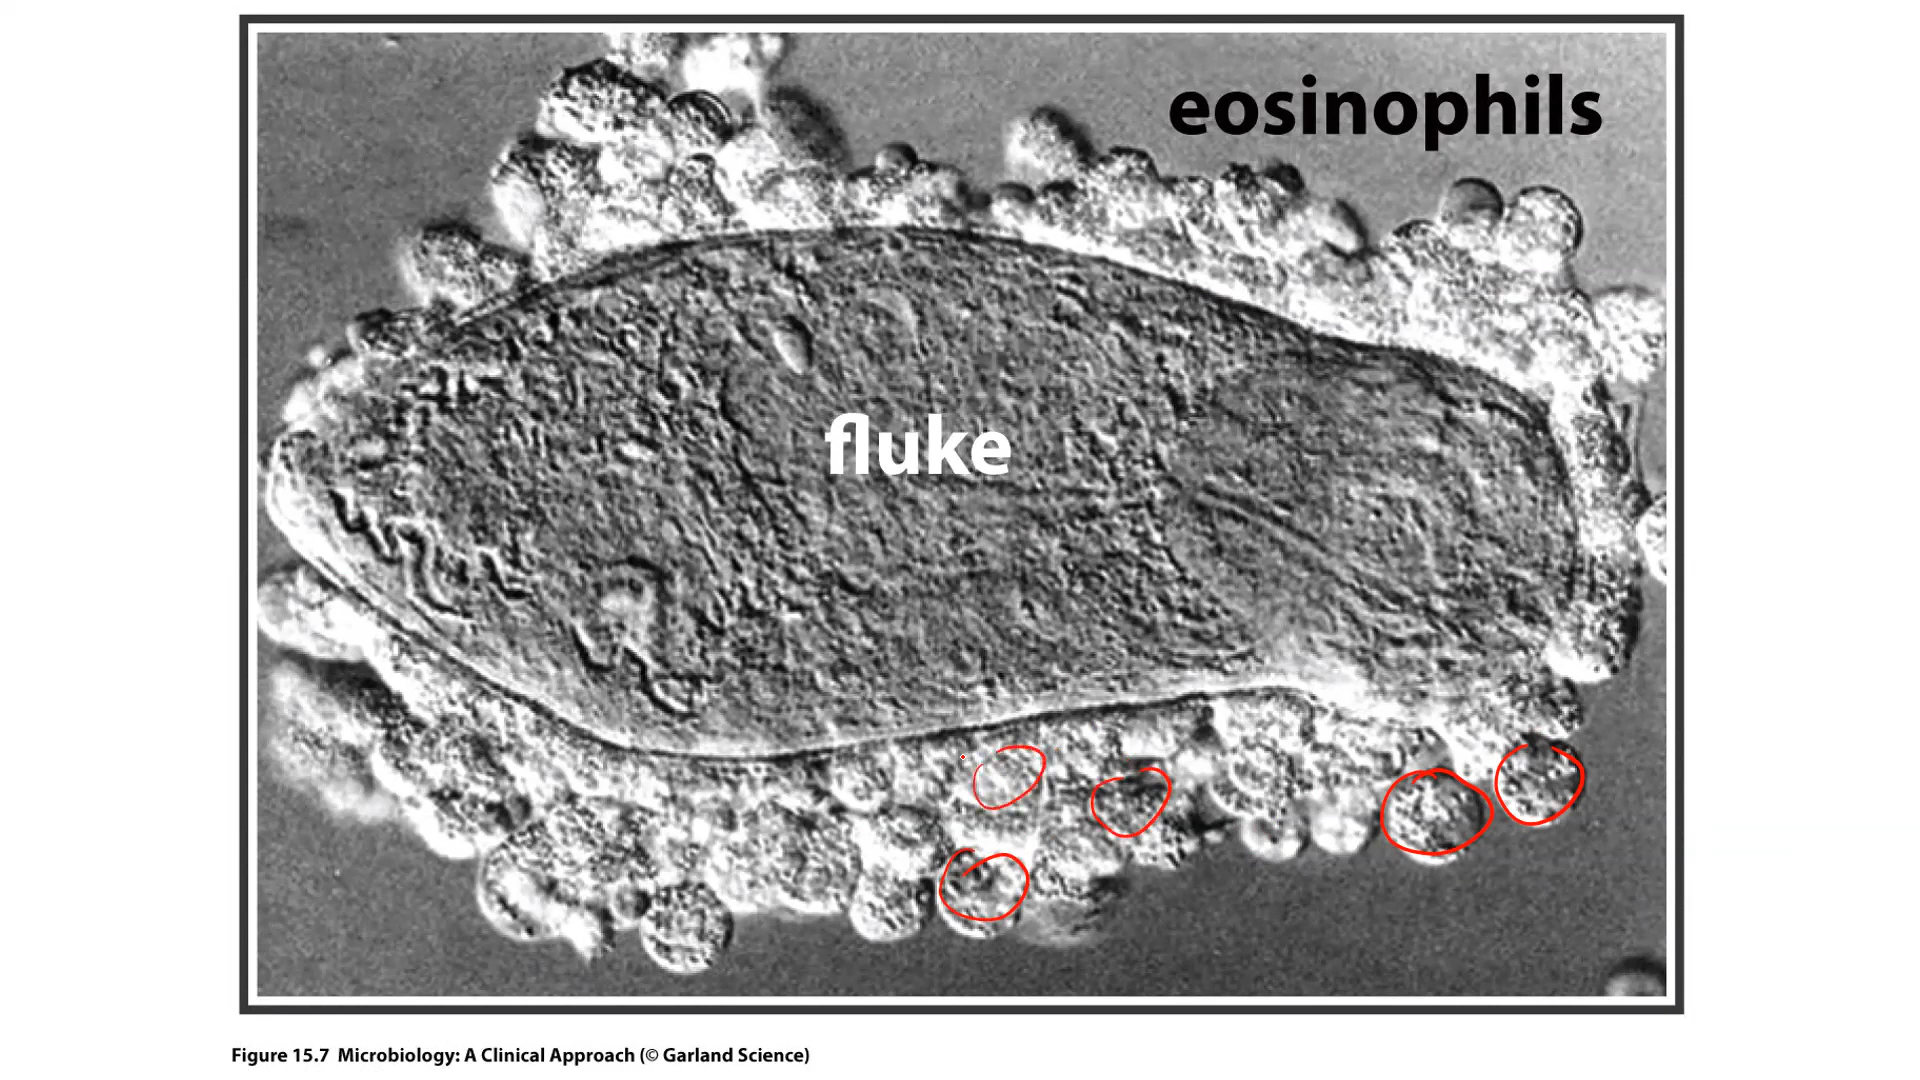 eosinophils
fluke
Figure 15.7  Microbiology: A Clinical Approach (© Garland Science)